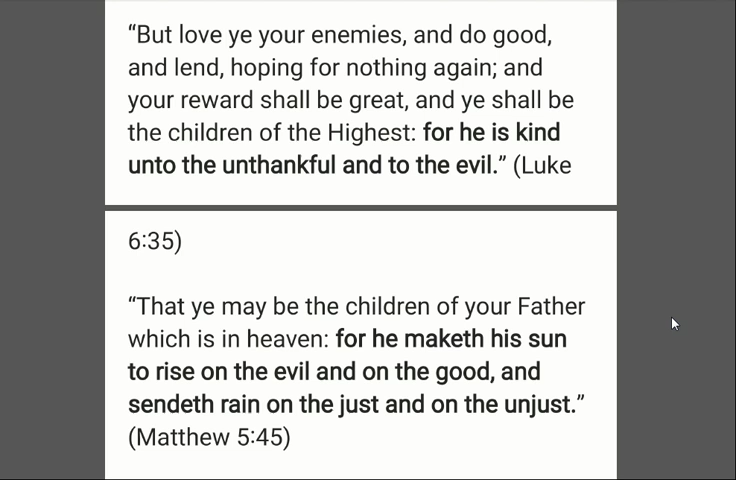 “But love ye your enemies, and do good,
and lend, hoping for nothing again; and
your reward shall be great, and ye shall be
the children of the Highest: for he is kind
unto the unthankful and to the evil.” (Luke
6:35)
“That ye may be the children of your Father
which is in heaven: for he maketh his sun
to rise on the evil and on the good, and
sendeth rain on the just and on the unjust.”
(Matthew 5:45)